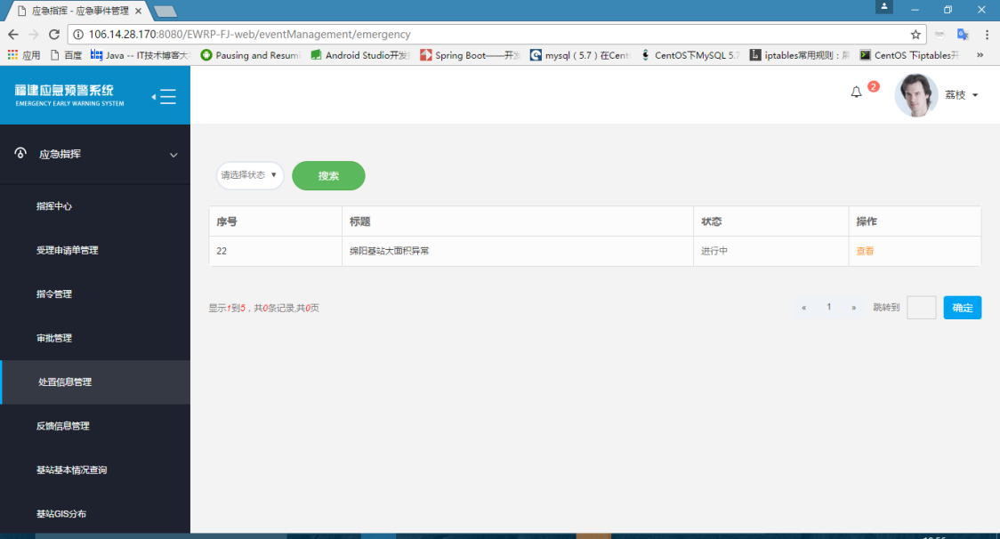 应急指挥 - 应急事件管理
106.14.28.170:8080/EWRP-FJ-web/eventManagement/emergency
应用 百度 Java -- IT技术博客大 Pausing and Resumi Android Studio开发 Spring Boot——开发 mysql ( 5.7 ) 在Cent CentOS下MySQL 5.7 iptables常用规则：屏 CentOS 下iptables开 »
福建应急预警系统
EMERGENCY EARLY WARNING SYSTEM
2
荔枝
应急指挥
指挥中心
受理申请单管理
指令管理
审批管理
处置信息管理
反馈信息管理
基站基本情况查询
基站GIS分布
请选择状态 搜索
序号 标题 状态 操作
22 绵阳基站大面积异常 进行中 查看
显示1到5，共0条记录,共0页
« 1 » 跳转到 确定